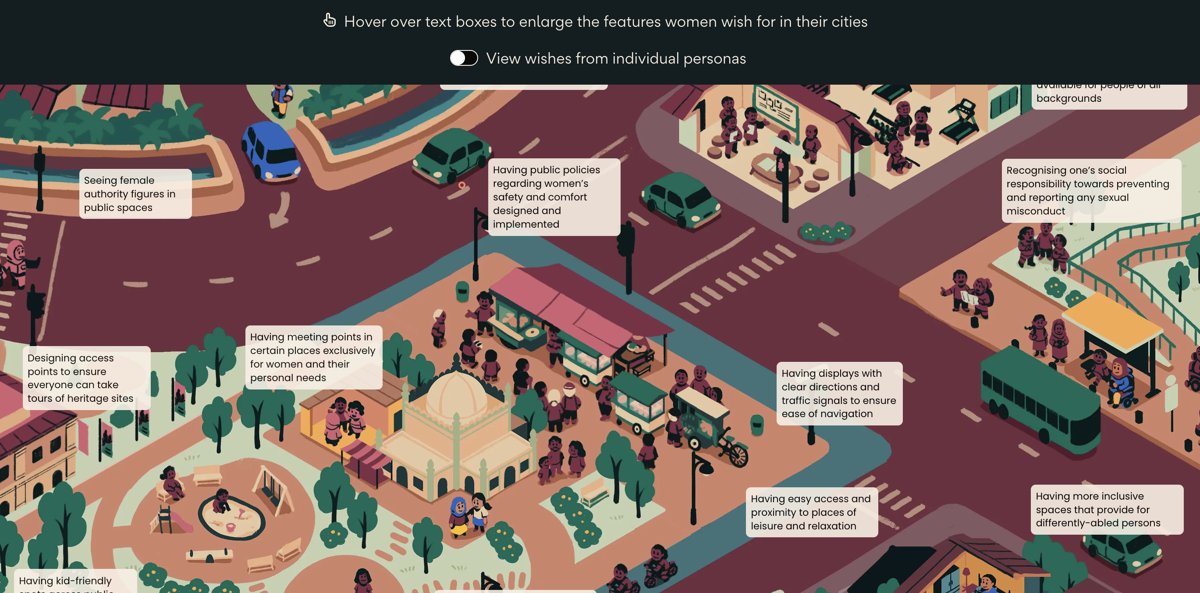 Hover over text boxes to enlarge the features women wish for in their cities
View wishes from individual personas
available for people of all
backgrounds
Seeing female
authority figures in
public spaces
Having public policies
regarding women's
safety and comfort
designed and
implemented
Recognising one's social
responsibility towards preventing
and reporting any sexual
misconduct
Having meeting points in
certain places exclusively
for women and their
personal needs
Designing access
points to ensure
everyone can take
tours of heritage sites
Having displays with
clear directions and
traffic signals to ensure
ease of navigation
Having easy access and
proximity to places of
leisure and relaxation
Having more inclusive
spaces that provide for
differently-abled persons
Having kid-friendly
spots across public